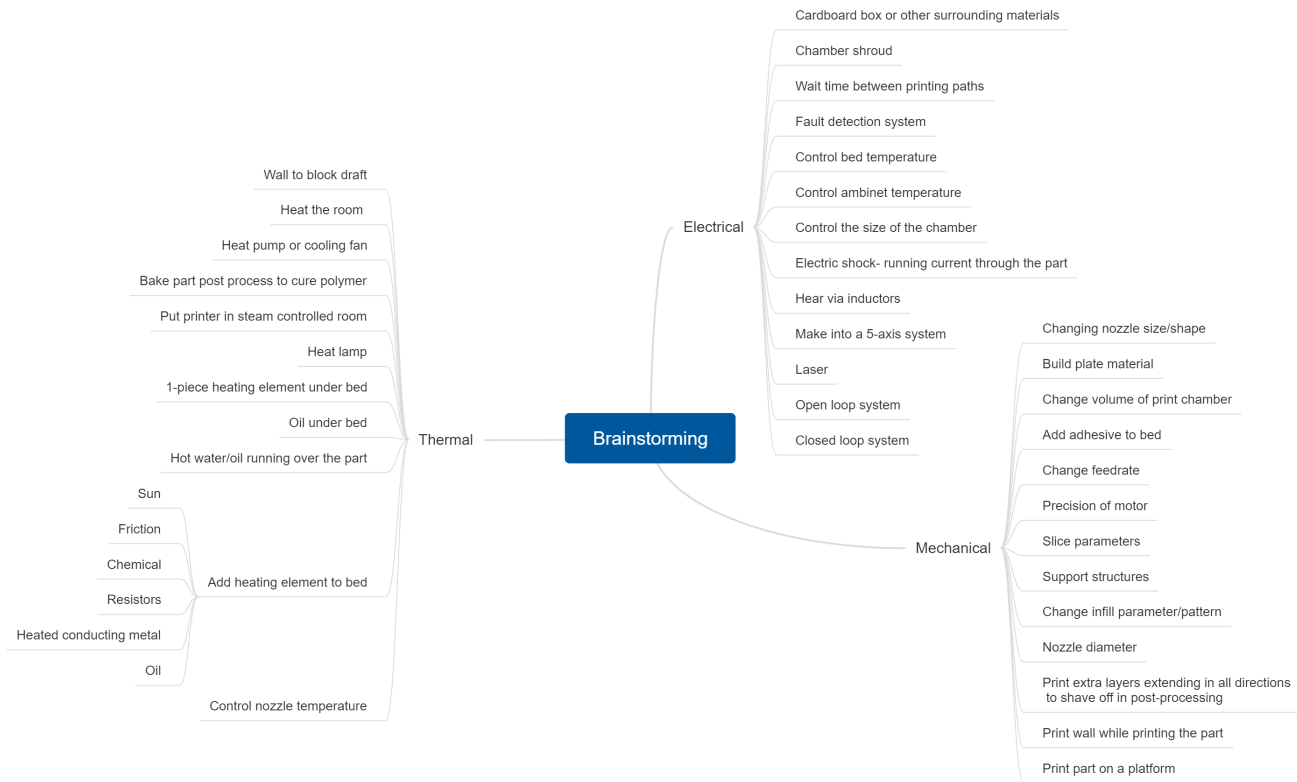 Brainstorming
Electrical
Cardboard box or other surrounding materials
Chamber shroud
Wait time between printing paths
Fault detection system
Control bed temperature
Control ambinet temperature
Control the size of the chamber
Electric shock- running current through the part
Hear via inductors
Make into a 5-axis system
Laser
Open loop system
Closed loop system
Mechanical
Changing nozzle size/shape
Build plate material
Change volume of print chamber
Add adhesive to bed
Change feedrate
Precision of motor
Slice parameters
Support structures
Change infill parameter/pattern
Nozzle diameter
Print extra layers extending in all directions
to shave off in post-processing
Print wall while printing the part
Print part on a platform
Thermal
Wall to block draft
Heat the room
Heat pump or cooling fan
Bake part post process to cure polymer
Put printer in steam controlled room
Heat lamp
1-piece heating element under bed
Oil under bed
Hot water/oil running over the part
Add heating element to bed
Sun
Friction
Chemical
Resistors
Heated conducting metal
Oil
Control nozzle temperature